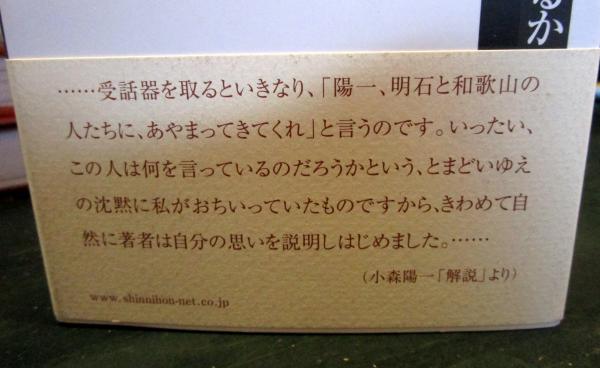 るか
……受話器を取るといきなり、「陽一、明石と和歌山の
人たちに、あやまってきてくれ」と言うのです。いったい、
この人は何を言っているのだろうかという、とまどいゆえ
の沈黙に私がおちいっていたものですから、きわめて自
然に著者は自分の思いを説明しはじめました。……
（小森陽一「解説」より）
www.shinnihon-net.co.jp